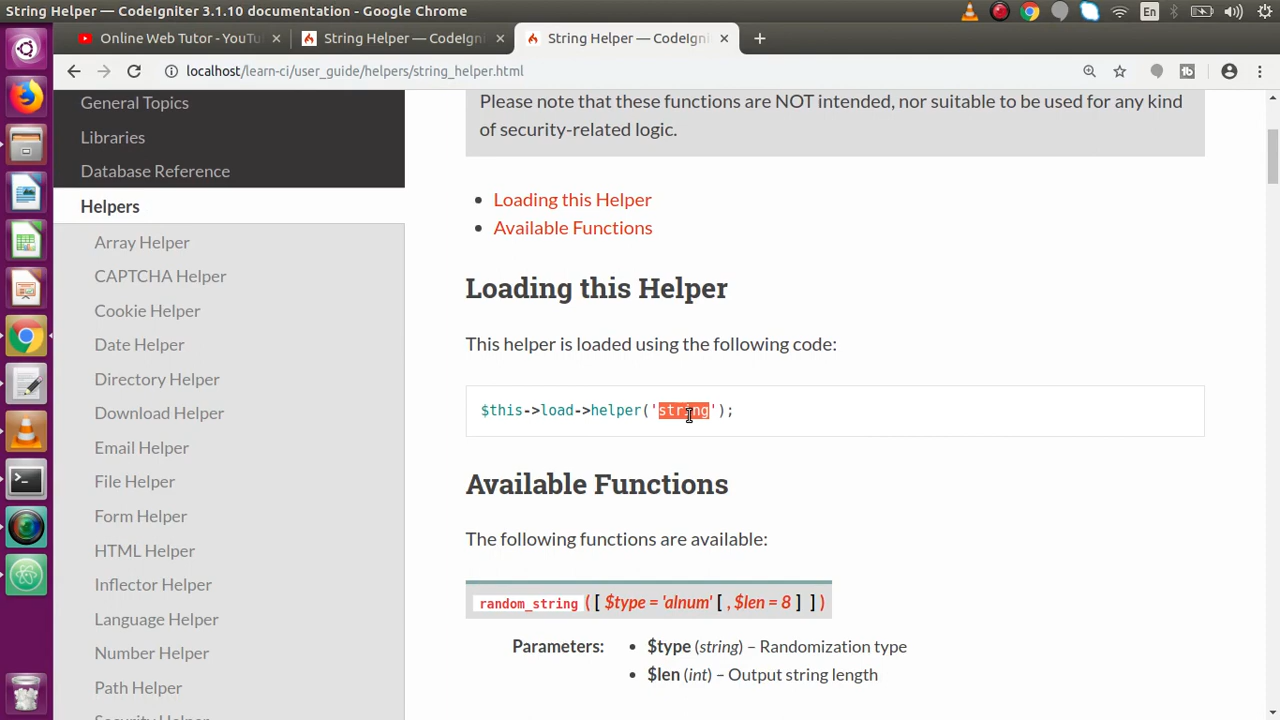 String Helper — CodeIgniter 3.1.10 documentation - Google Chrome
En
Online Web Tutor - YouTu
String Helper — CodeIgni
String Helper — CodeIgni
localhost/learn-ci/user_guide/helpers/string_helper.html
General Topics
Libraries
Database Reference
Helpers
Array Helper
CAPTCHA Helper
Cookie Helper
Date Helper
Directory Helper
Download Helper
Email Helper
File Helper
Form Helper
HTML Helper
Inflector Helper
Language Helper
Number Helper
Path Helper
Security Helper
Please note that these functions are NOT intended, nor suitable to be used for any kind
of security-related logic.
Loading this Helper
Available Functions
Loading this Helper
This helper is loaded using the following code:
$this->load->helper('string');
Available Functions
The following functions are available:
random_string([$type = 'alnum'[, $len = 8]])
Parameters:
$type (string) – Randomization type
$len (int) – Output string length